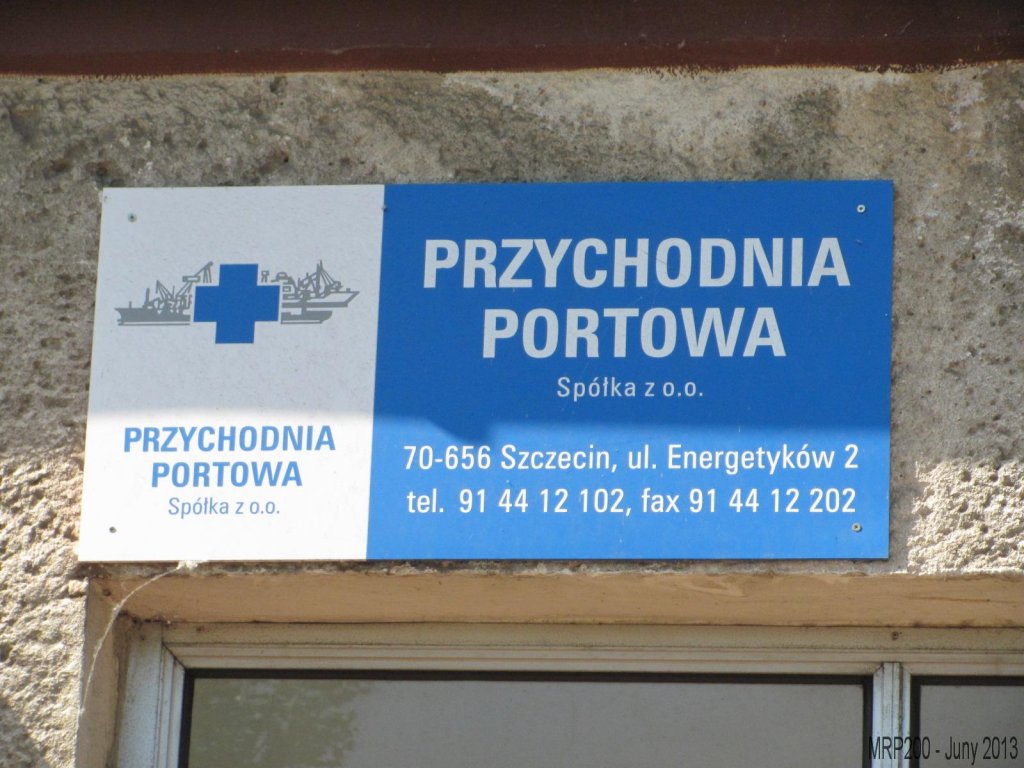 PRZYCHODNIA
PORTOWA
Spółka z o.o.
PRZYCHODNIA
PORTOWA
Spółka z o.o.
70-656 Szczecin, ul. Energetyków 2
tel. 91 44 12 102, fax 91 44 12 202
MRP200 - Juny 2013